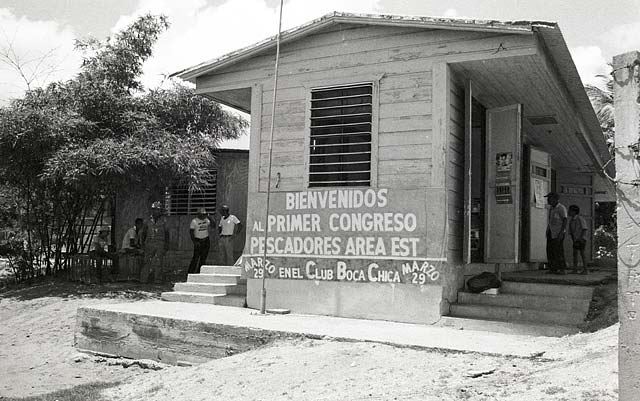 BIENVENIDOS
AL PRIMER CONGRESO
PESCADORES AREA EST
MARZO 29 EN EL CLUB BOCA CHICA MARZO 29